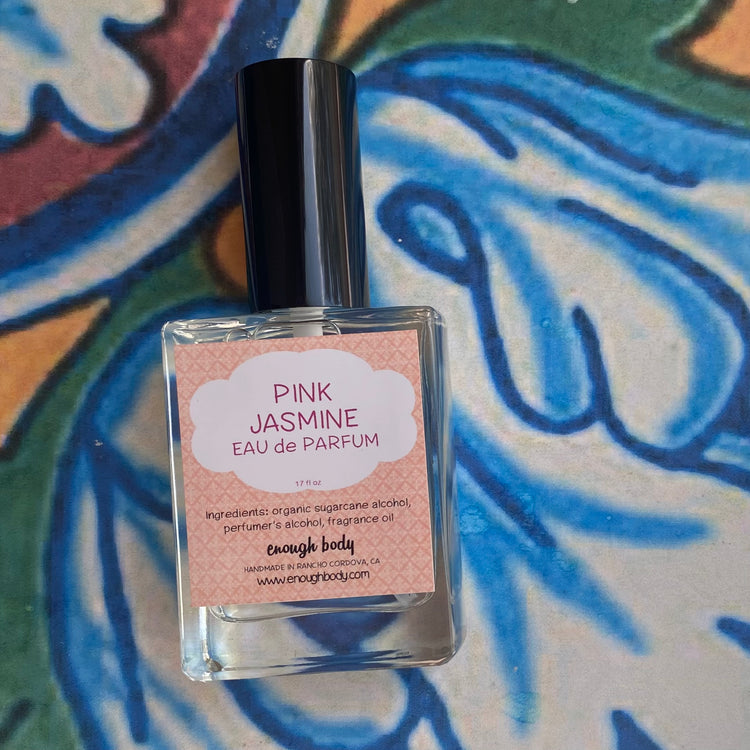 PINK
JASMINE
EAU de PARFUM
1.7 fl oz
Ingredients: organic sugarcane alcohol,
perfumer's alcohol, fragrance oil
enough body
HANDMADE IN RANCHO CORDOVA, CA
www.enoughbody.com